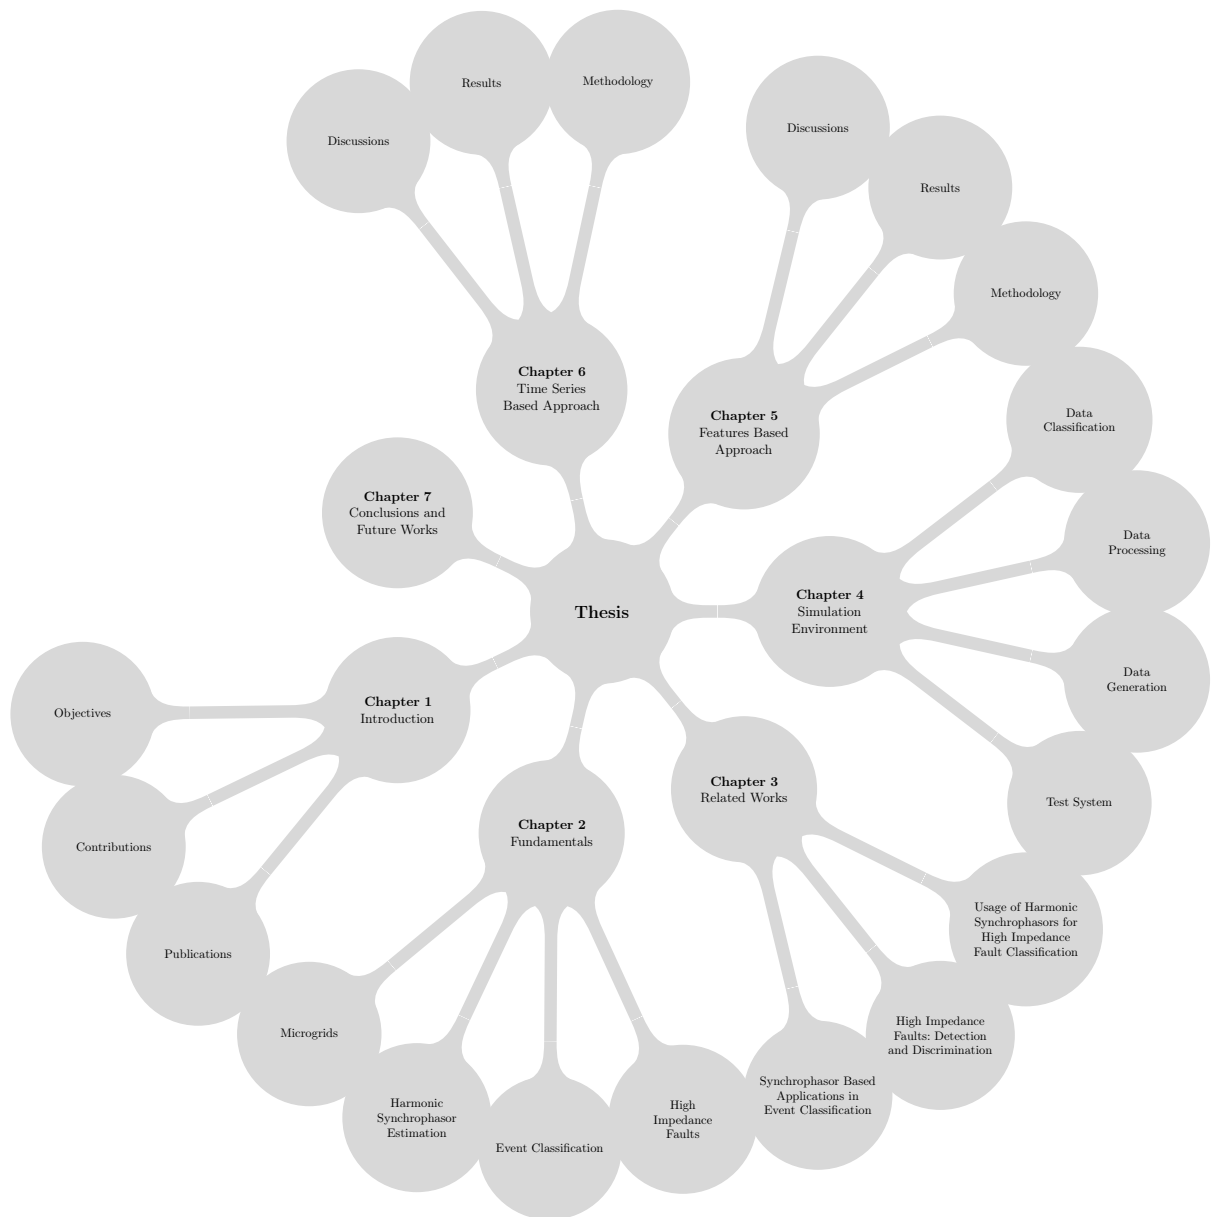 Thesis
Chapter 1
Introduction
Objectives
Contributions
Publications
Chapter 2
Fundamentals
Microgrids
Harmonic
Synchrophasor
Estimation
Event Classification
High
Impedance
Faults
Chapter 3
Related Works
Synchrophasor Based
Applications in
Event Classification
High Impedance
Faults: Detection
and Discrimination
Usage of Harmonic
Synchrophasors for
High Impedance
Fault Classification
Chapter 4
Simulation
Environment
Test System
Data
Generation
Data
Processing
Data
Classification
Chapter 5
Features Based
Approach
Methodology
Results
Discussions
Chapter 6
Time Series
Based Approach
Methodology
Results
Discussions
Chapter 7
Conclusions and
Future Works